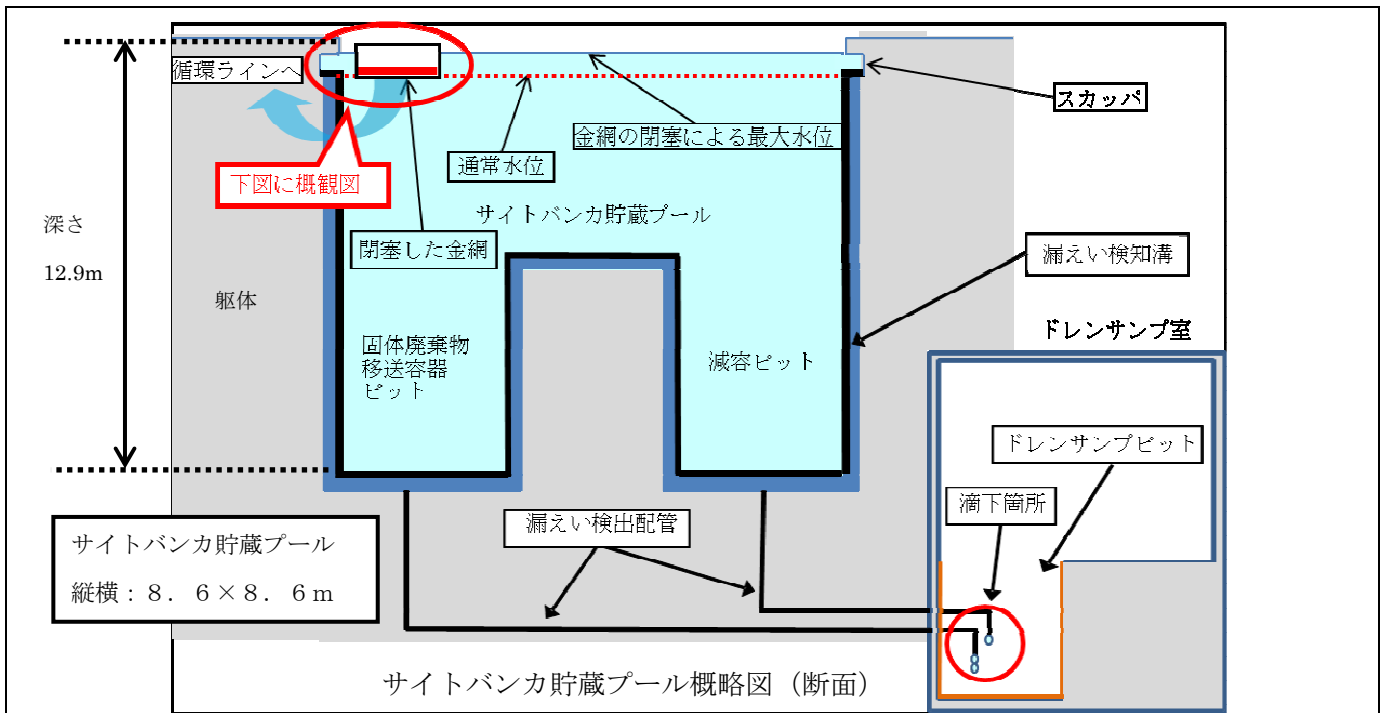 循環ラインへ
スカッパ
金網の閉塞による最大水位
通常水位
下図に概観図
サイトバンカ貯蔵プール
深さ
12.9m
閉塞した金網
漏えい検知溝
躯体
ドレンサンプ室
固体廃棄物
移送容器
ピット
減容ピット
ドレンサンプピット
滴下箇所
漏えい検出配管
サイトバンカ貯蔵プール
縦横：８．６×８．６ｍ
サイトバンカ貯蔵プール概略図（断面）